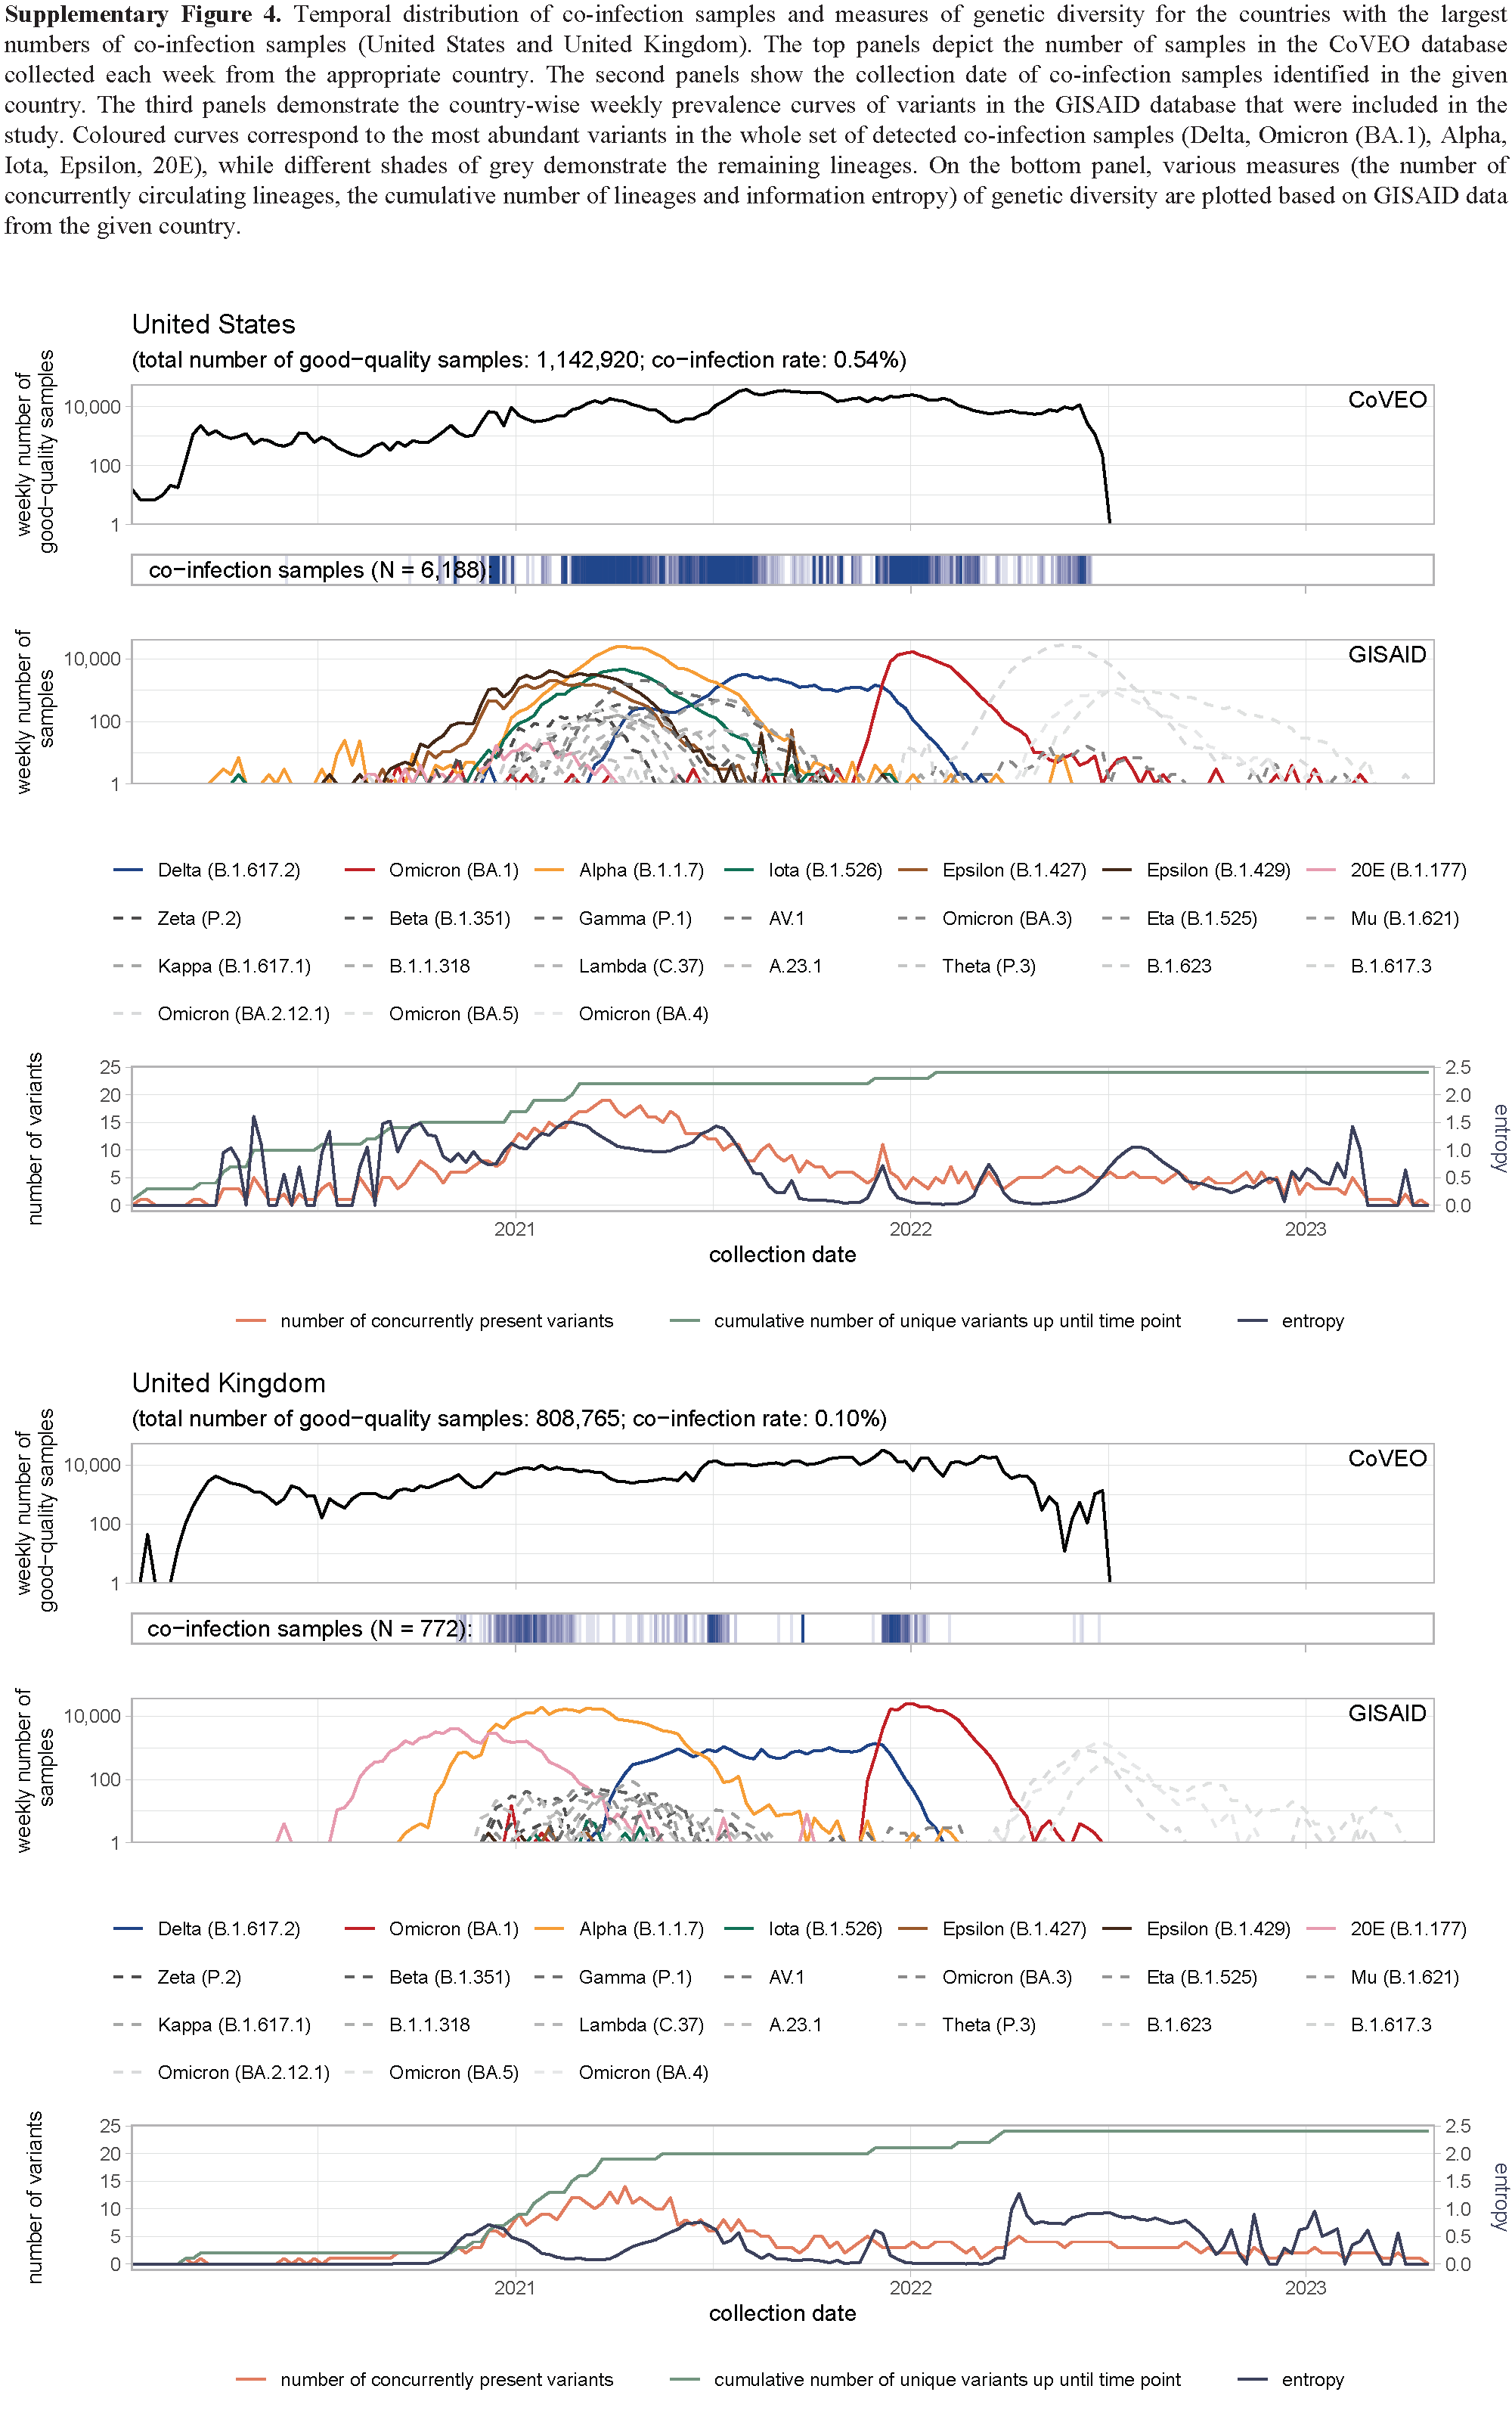 Supplementary Figure 4. Temporal distribution of co-infection samples and measures of genetic diversity for the countries with the largest
numbers of co-infection samples (United States and United Kingdom). The top panels depict the number of samples in the CoVEO database
collected each week from the appropriate country. The second panels show the collection date of co-infection samples identified in the given
country. The third panels demonstrate the country-wise weekly prevalence curves of variants in the GISAID database that were included in the
study. Coloured curves correspond to the most abundant variants in the whole set of detected co-infection samples (Delta, Omicron (BA.1), Alpha,
Iota, Epsilon, 20E), while different shades of grey demonstrate the remaining lineages. On the bottom panel, various measures (the number of
concurrently circulating lineages, the cumulative number of lineages and information entropy) of genetic diversity are plotted based on GISAID data
from the given country.
United States
(total number of good−quality samples: 1,142,920; co−infection rate: 0.54%)
weekly number of
good−quality samples
10,000
100
1
CoVEO
co−infection samples (N = 6,188):
weekly number of
samples
10,000
100
1
GISAID
Delta (B.1.617.2) Omicron (BA.1) Alpha (B.1.1.7) Iota (B.1.526) Epsilon (B.1.427) Epsilon (B.1.429) 20E (B.1.177)
Zeta (P.2) Beta (B.1.351) Gamma (P.1) AV.1 Omicron (BA.3) Eta (B.1.525) Mu (B.1.621)
Kappa (B.1.617.1) B.1.1.318 Lambda (C.37) A.23.1 Theta (P.3) B.1.623 B.1.617.3
Omicron (BA.2.12.1) Omicron (BA.5) Omicron (BA.4)
number of variants
25
20
15
10
5
0
2.5
2.0
1.5
1.0
0.5
0.0
entropy
2021 2022 2023
collection date
number of concurrently present variants cumulative number of unique variants up until time point entropy
United Kingdom
(total number of good−quality samples: 808,765; co−infection rate: 0.10%)
weekly number of
good−quality samples
10,000
100
1
CoVEO
co−infection samples (N = 772):
weekly number of
samples
10,000
100
1
GISAID
Delta (B.1.617.2) Omicron (BA.1) Alpha (B.1.1.7) Iota (B.1.526) Epsilon (B.1.427) Epsilon (B.1.429) 20E (B.1.177)
Zeta (P.2) Beta (B.1.351) Gamma (P.1) AV.1 Omicron (BA.3) Eta (B.1.525) Mu (B.1.621)
Kappa (B.1.617.1) B.1.1.318 Lambda (C.37) A.23.1 Theta (P.3) B.1.623 B.1.617.3
Omicron (BA.2.12.1) Omicron (BA.5) Omicron (BA.4)
number of variants
25
20
15
10
5
0
2.5
2.0
1.5
1.0
0.5
0.0
entropy
2021 2022 2023
collection date
number of concurrently present variants cumulative number of unique variants up until time point entropy